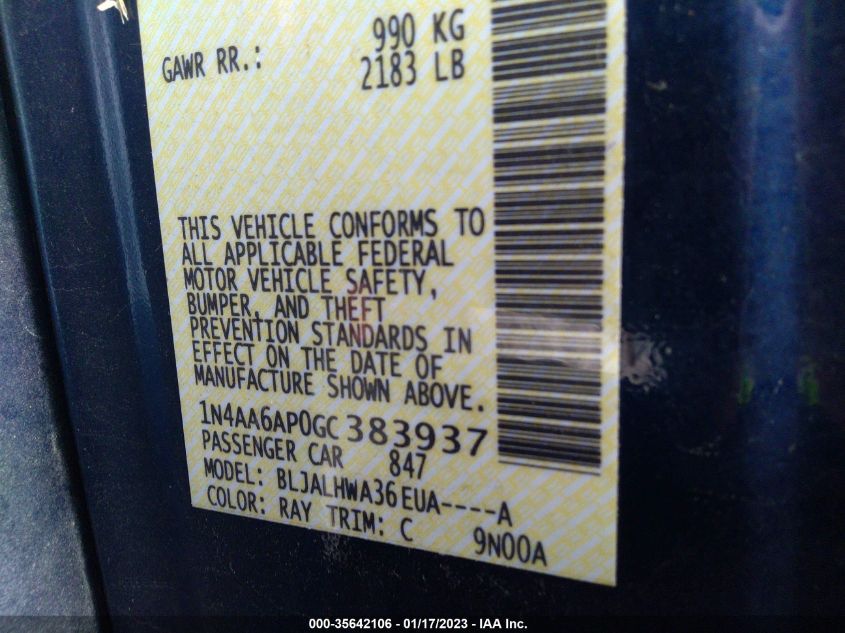 990 KG
GAWR RR.: 2183 LB
THIS VEHICLE CONFORMS TO
ALL APPLICABLE FEDERAL
MOTOR VEHICLE SAFETY,
BUMPER, AND THEFT
PREVENTION STANDARDS IN
EFFECT ON THE DATE OF
MANUFACTURE SHOWN ABOVE.
1N4AA6AP0GC383937
PASSENGER CAR 847
MODEL: BLJALHWA36EUA----A
COLOR: RAY TRIM: C 9N00A
000-35642106 - 01/17/2023 - IAA Inc.